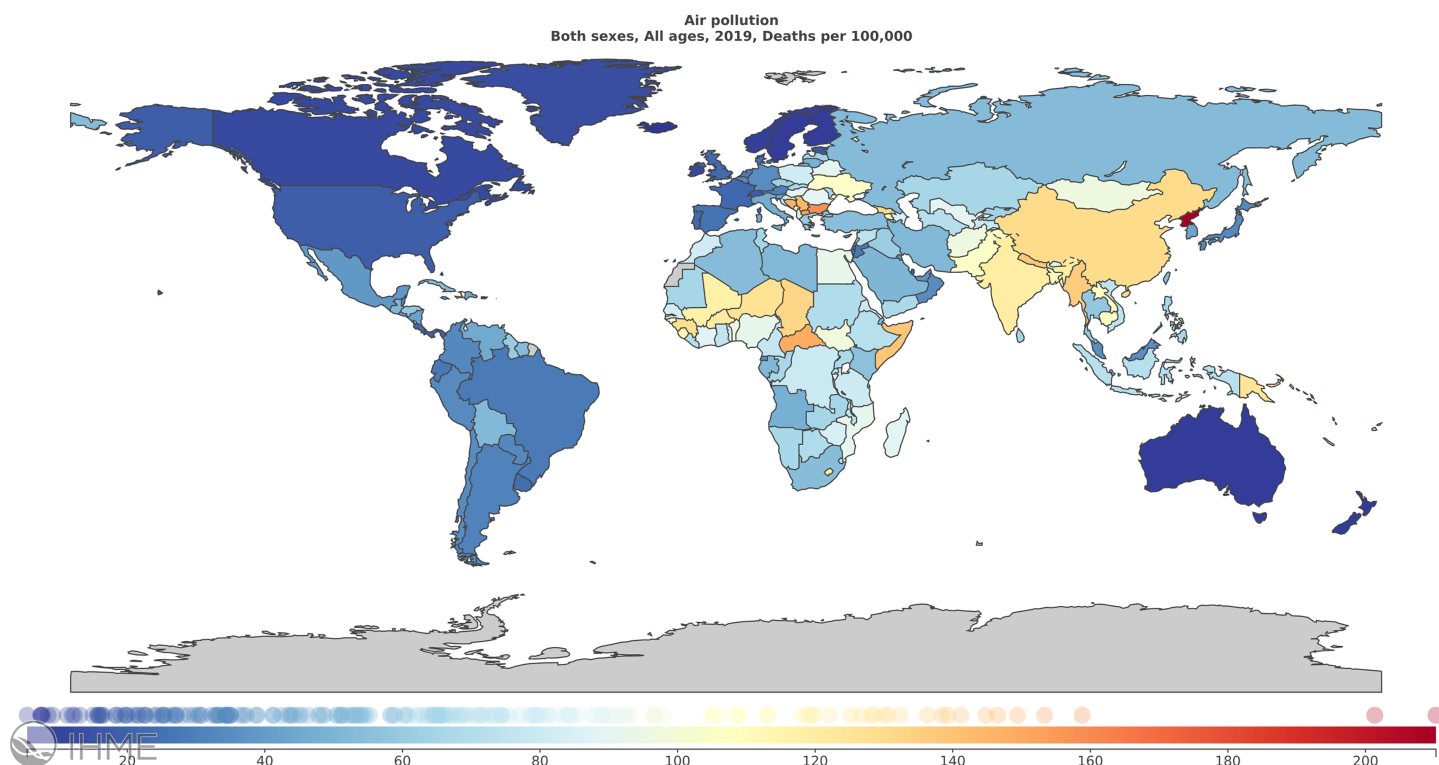 Air pollution
Both sexes, All ages, 2019, Deaths per 100,000
IHME
20 40 60 80 100 120 140 160 180 200